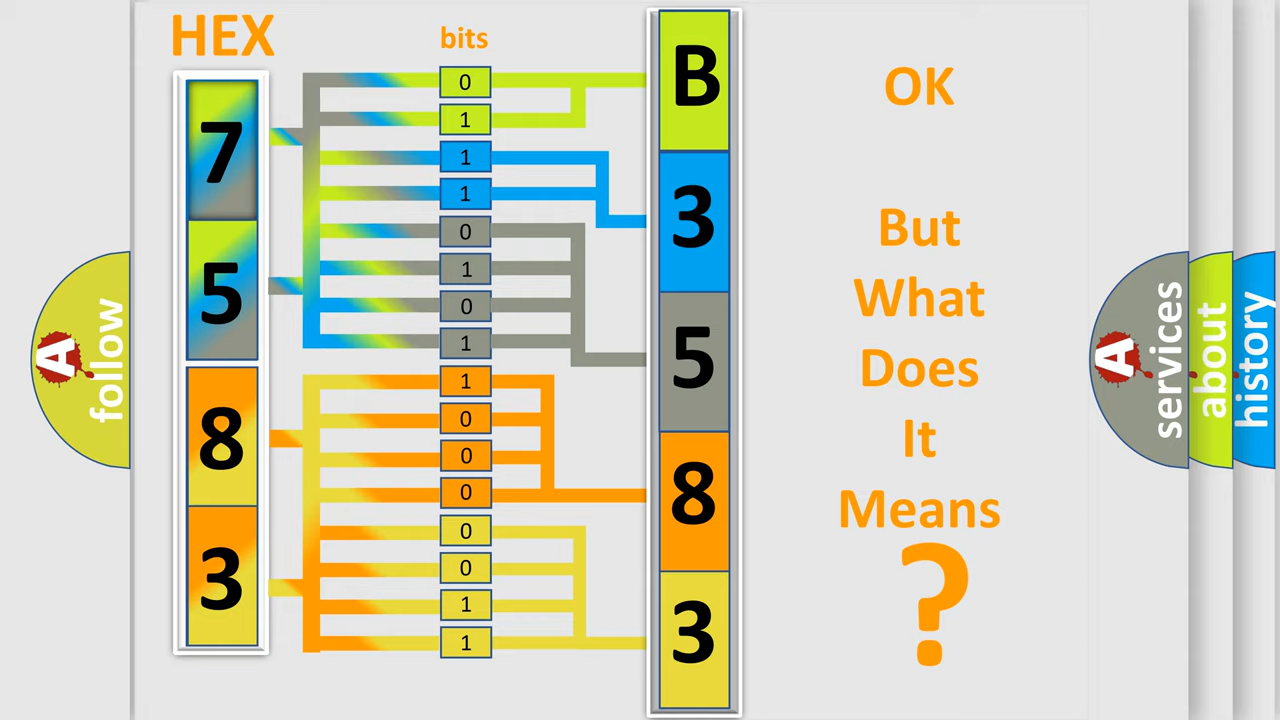 HEX
bits
7
5
8
3
0
1
1
1
0
1
0
1
1
0
0
0
0
0
1
1
B
3
5
8
3
OK
But
What
Does
It
Means
?
A
follow
A
services
about
history